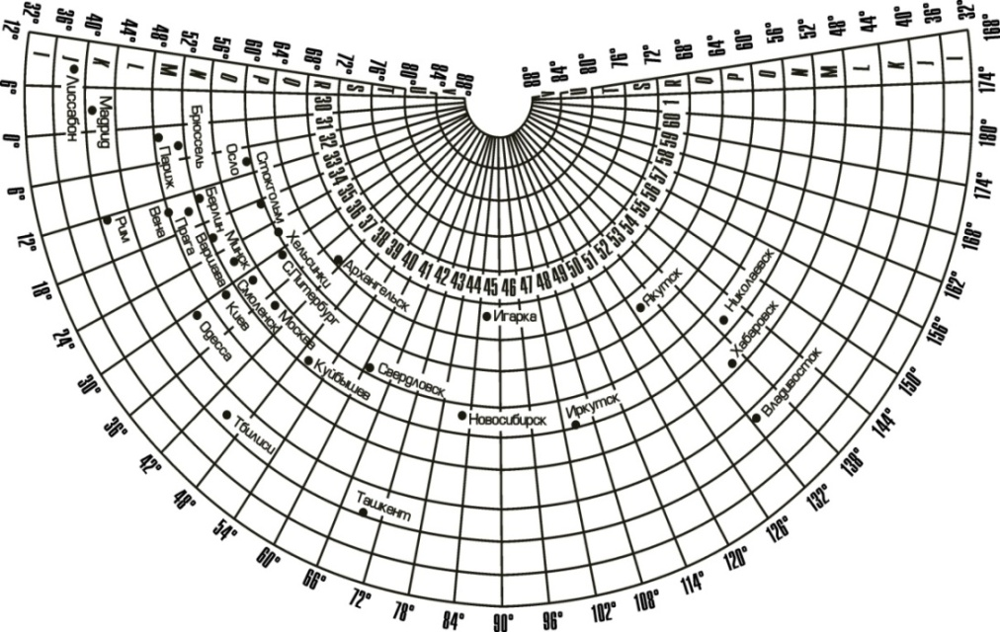 32° 36° 40° 44° 48° 52° 56° 60° 64° 68° 72° 76° 80° 84° 88°
88° 84° 80° 76° 72° 68° 64° 60° 56° 52° 48° 44° 40° 36° 32°
12° 6° 0° 6° 12° 18° 24° 30° 36° 42° 48° 54° 60° 66° 72° 78° 84° 90° 96° 102° 108° 114° 120° 126° 132° 138° 144° 150° 156° 162° 168° 174° 180° 174° 168°
I J K L M N O P Q R S T U V
V U T S R Q P O N M L K J I
30 31 32 33 34 35 36 37 38 39 40 41 42 43 44 45 46 47 48 49 50 51 52 53 54 55 56 57 58 59 60 1
Лиссабон
Мадрид
Париж
Брюссель
Осло
Стокгольм
Рим
Вена
Прага
Берлин
Варшава
Минск
Хельсинки
С.Питербург
Архангельск
Смоленск
Москва
Киев
Одесса
Куйбышев
Свердловск
Тбилиси
Ташкент
Новосибирск
Игарка
Иркутск
Якутск
Николаевск
Хабаровск
Владивосток